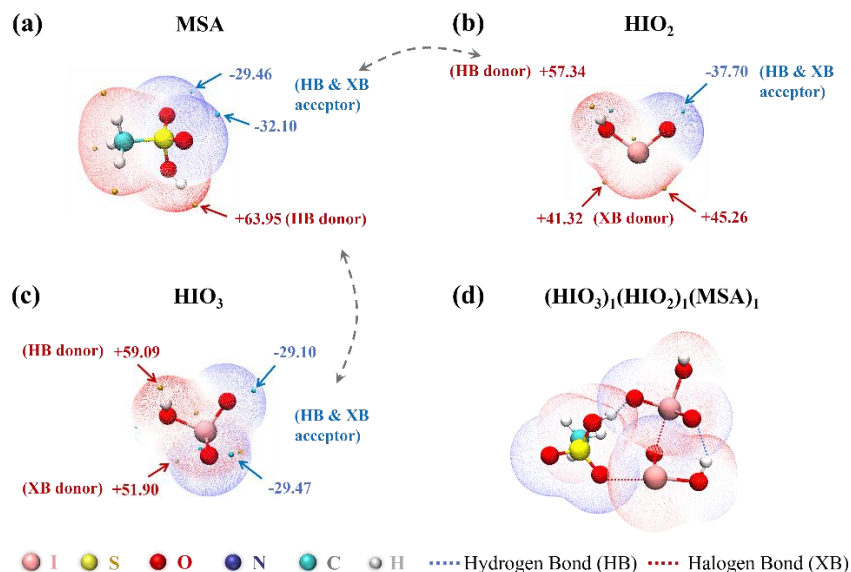 (a) MSA
-29.46
(HB & XB
acceptor)
-32.10
+63.95 (HB donor)
(b) HIO₂
(HB donor) +57.34
-37.70 (HB & XB
acceptor)
+41.32 (XB donor) +45.26
(c) HIO₃
(HB donor) +59.09
-29.10
(HB & XB
acceptor)
(XB donor) +51.90
-29.47
(d) (HIO₃)₁(HIO₂)₁(MSA)₁
I S O N C H Hydrogen Bond (HB) Halogen Bond (XB)